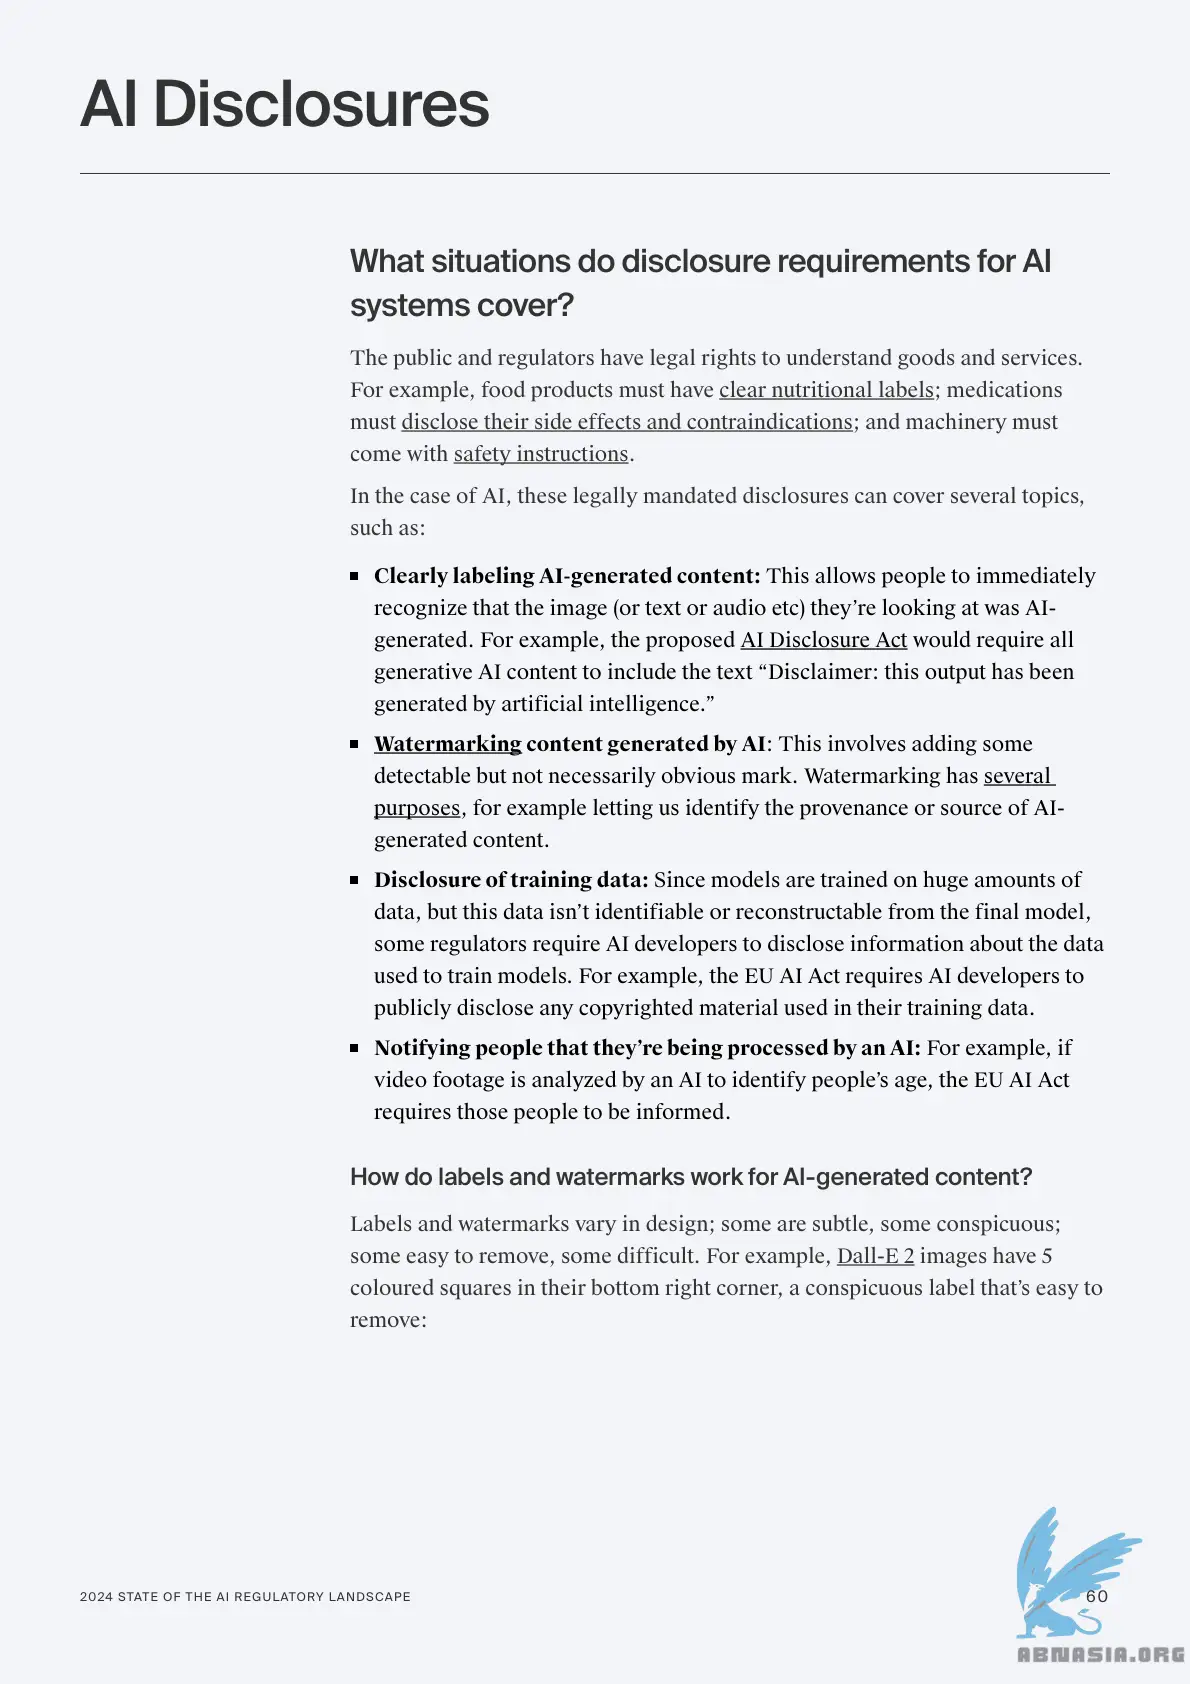 AI Disclosures
What situations do disclosure requirements for AI
systems cover?
The public and regulators have legal rights to understand goods and services.
For example, food products must have clear nutritional labels; medications
must disclose their side effects and contraindications; and machinery must
come with safety instructions.
In the case of AI, these legally mandated disclosures can cover several topics,
such as:
▪ Clearly labeling AI-generated content: This allows people to immediately
recognize that the image (or text or audio etc) they’re looking at was AI-
generated. For example, the proposed AI Disclosure Act would require all
generative AI content to include the text “Disclaimer: this output has been
generated by artificial intelligence.”
▪ Watermarking content generated by AI: This involves adding some
detectable but not necessarily obvious mark. Watermarking has several
purposes, for example letting us identify the provenance or source of AI-
generated content.
▪ Disclosure of training data: Since models are trained on huge amounts of
data, but this data isn’t identifiable or reconstructable from the final model,
some regulators require AI developers to disclose information about the data
used to train models. For example, the EU AI Act requires AI developers to
publicly disclose any copyrighted material used in their training data.
▪ Notifying people that they’re being processed by an AI: For example, if
video footage is analyzed by an AI to identify people’s age, the EU AI Act
requires those people to be informed.
How do labels and watermarks work for AI-generated content?
Labels and watermarks vary in design; some are subtle, some conspicuous;
some easy to remove, some difficult. For example, Dall-E 2 images have 5
coloured squares in their bottom right corner, a conspicuous label that’s easy to
remove:
2024 STATE OF THE AI REGULATORY LANDSCAPE
60
ABNASIA.ORG